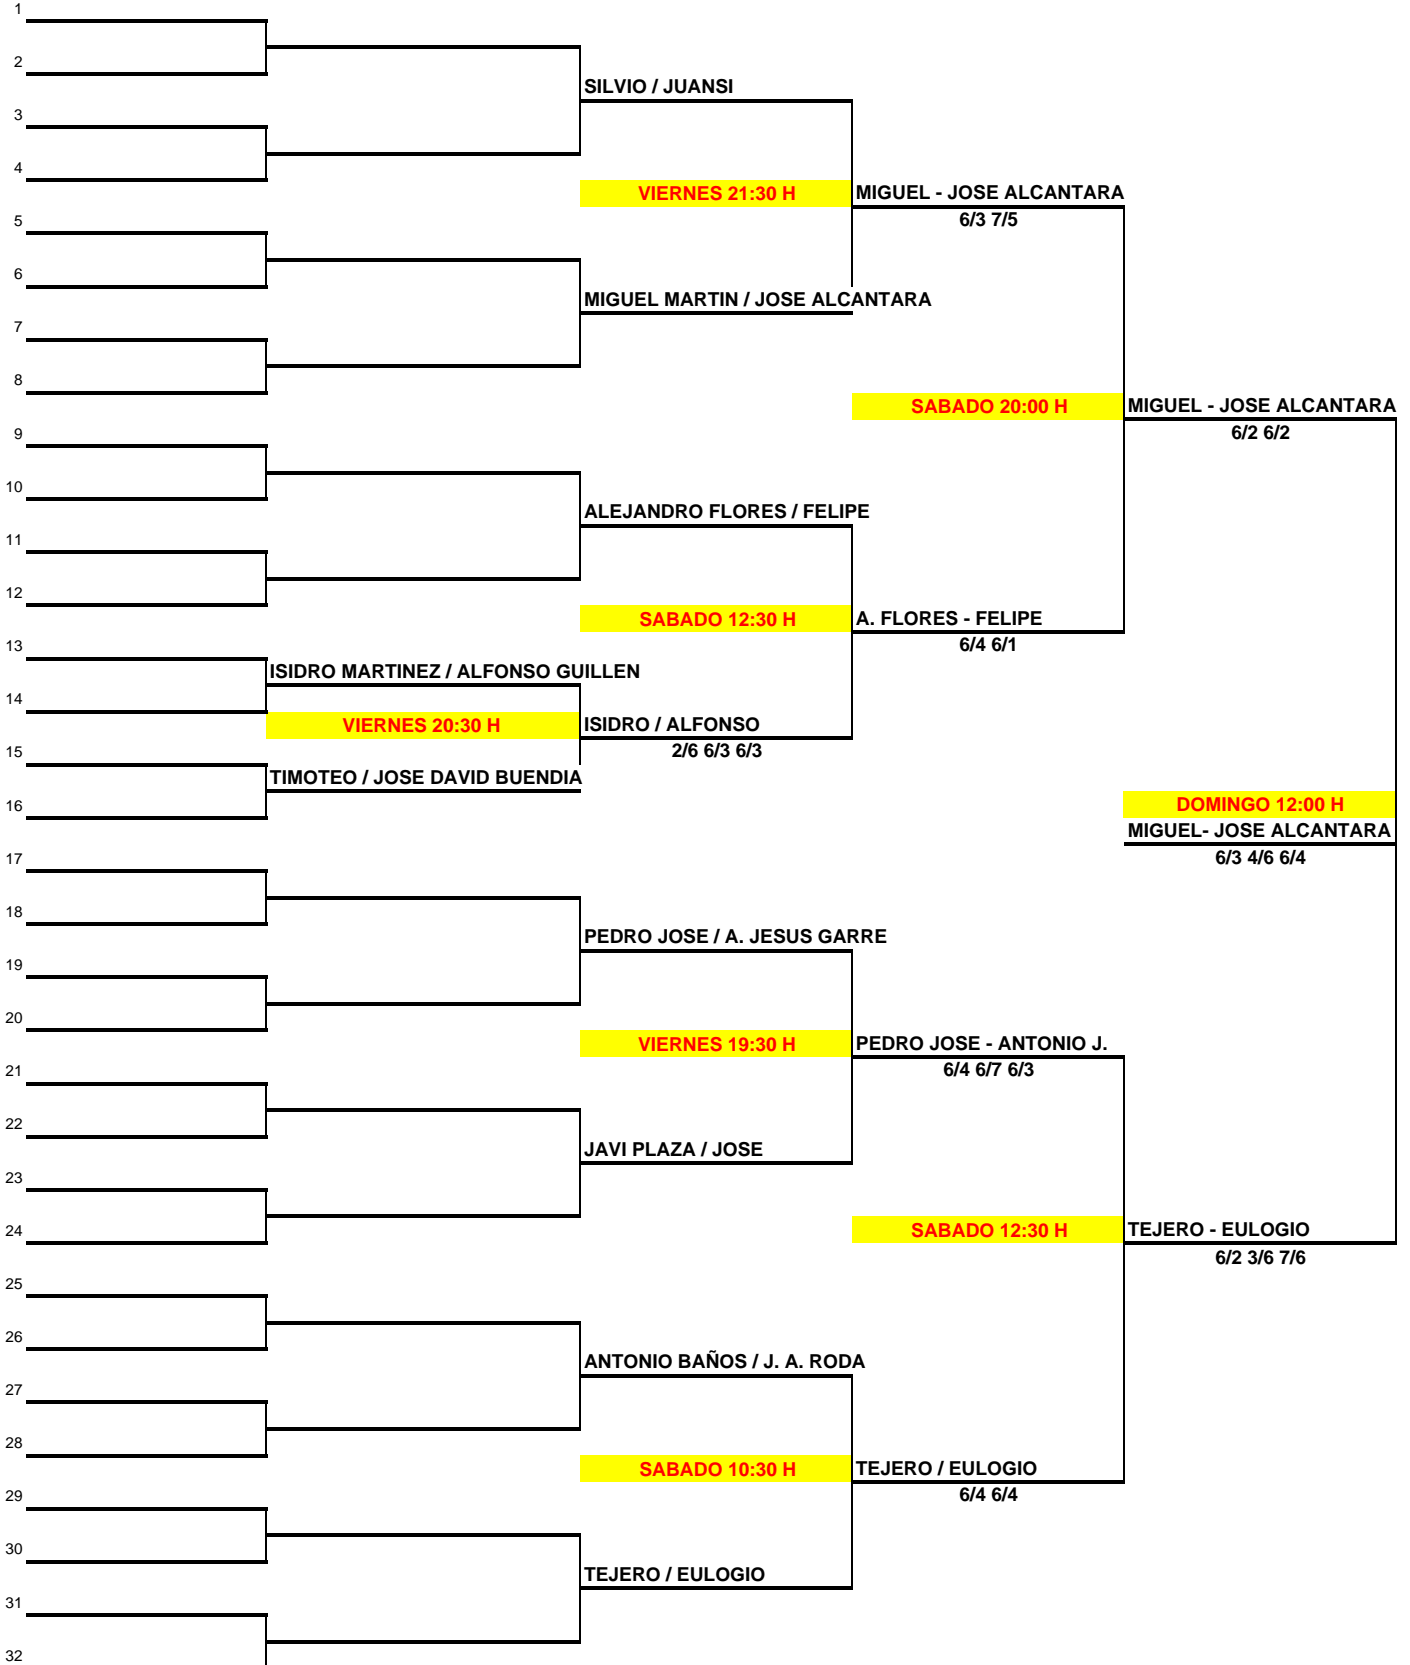 1
2
SILVIO / JUANSI
3
4
VIERNES 21:30 H
MIGUEL - JOSE ALCANTARA
6/3 7/5
5
6
MIGUEL MARTIN / JOSE ALCANTARA
7
8
SABADO 20:00 H
MIGUEL - JOSE ALCANTARA
6/2 6/2
9
10
ALEJANDRO FLORES / FELIPE
11
12
SABADO 12:30 H
A. FLORES - FELIPE
6/4 6/1
13
ISIDRO MARTINEZ / ALFONSO GUILLEN
14
VIERNES 20:30 H
ISIDRO / ALFONSO
2/6 6/3 6/3
15
TIMOTEO / JOSE DAVID BUENDIA
16
DOMINGO 12:00 H
MIGUEL- JOSE ALCANTARA
6/3 4/6 6/4
17
18
PEDRO JOSE / A. JESUS GARRE
19
20
VIERNES 19:30 H
PEDRO JOSE - ANTONIO J.
6/4 6/7 6/3
21
22
JAVI PLAZA / JOSE
23
24
SABADO 12:30 H
TEJERO - EULOGIO
6/2 3/6 7/6
25
26
ANTONIO BAÑOS / J. A. RODA
27
28
SABADO 10:30 H
TEJERO / EULOGIO
6/4 6/4
29
30
TEJERO / EULOGIO
31
32